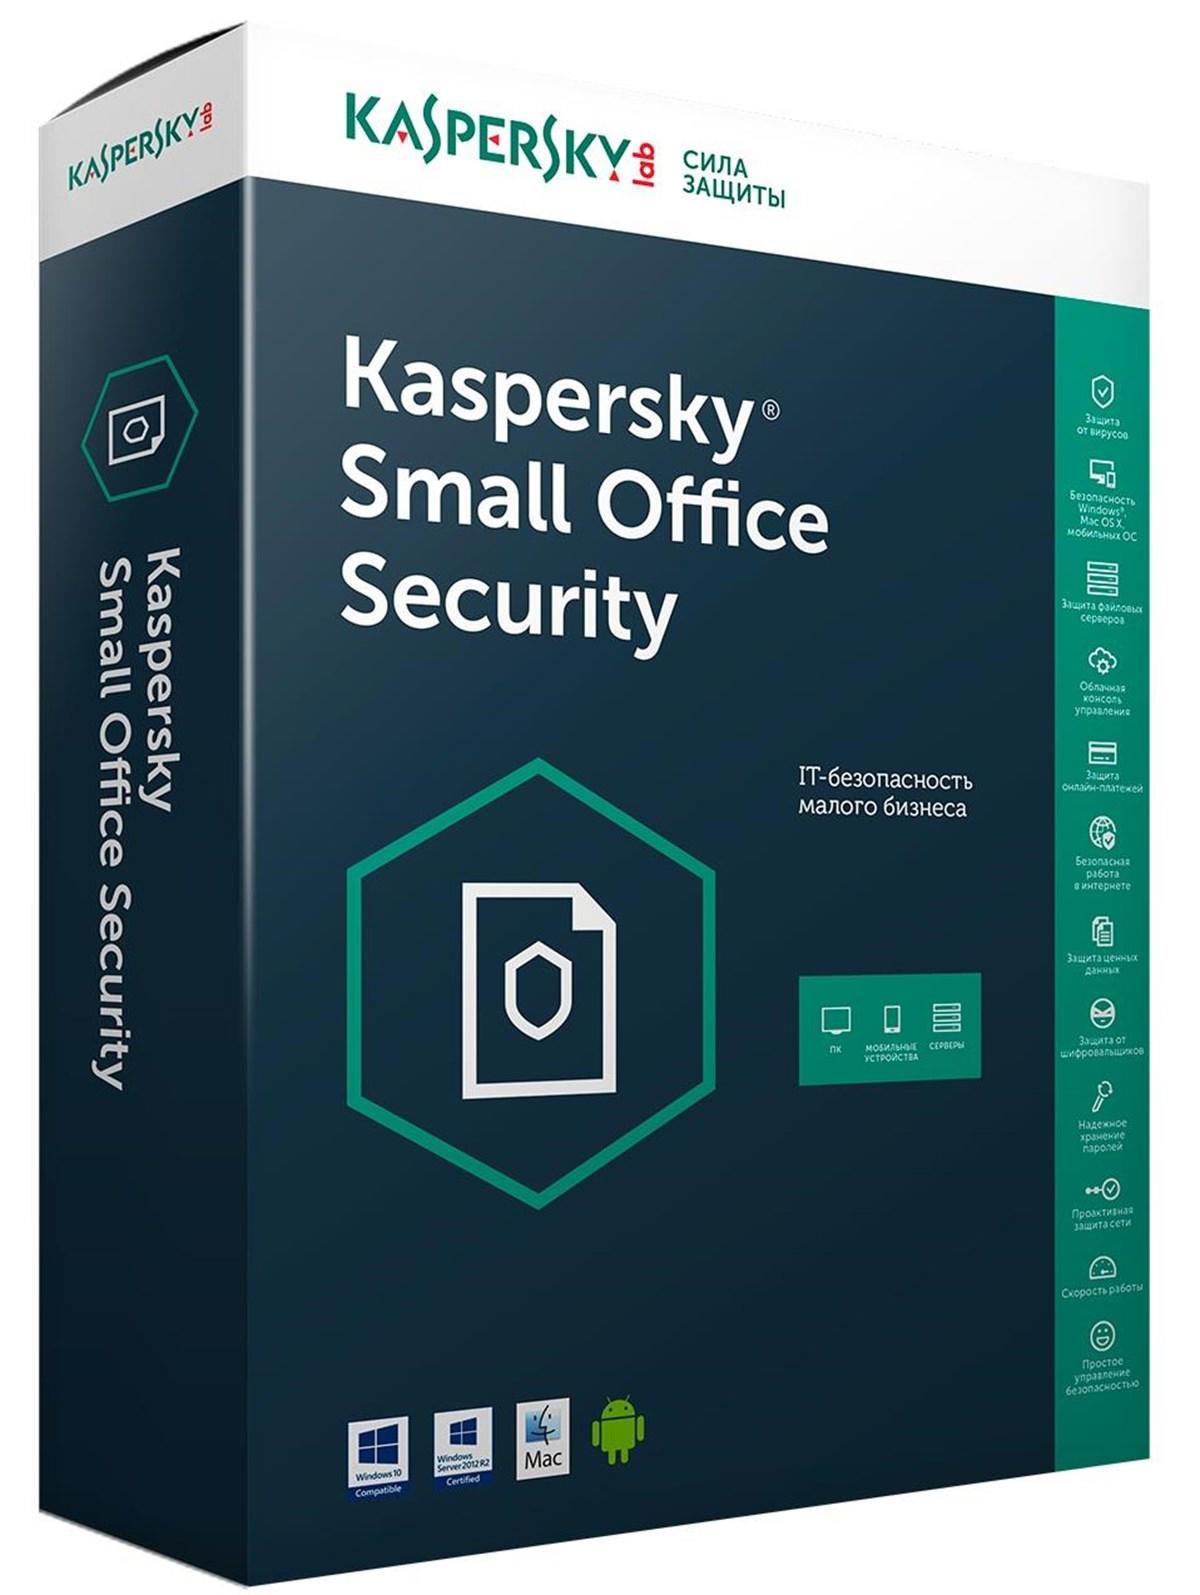 KASPERSKY lab
KASPERSKY lab
СИЛА
ЗАЩИТЫ
Kaspersky
Small Office Security
Kaspersky®
Small Office
Security
IT-безопасность
малого бизнеса
ПК
МОБИЛЬНЫЕ
УСТРОЙСТВА
СЕРВЕРЫ
Защита
от вирусов
Безопасность
Windows®,
Mac OS X,
мобильных ОС
Защита файловых
серверов
Облачная
консоль
управления
Защита
онлайн-платежей
Безопасная
работа
в интернете
Защита ценных
данных
Защита от
шифровальщиков
Надежное
хранение
паролей
Проактивная
защита сети
Скорость работы
Простое
управление
безопасностью
Windows 10
Compatible
Windows
Server 2012 R2
Certified
Mac